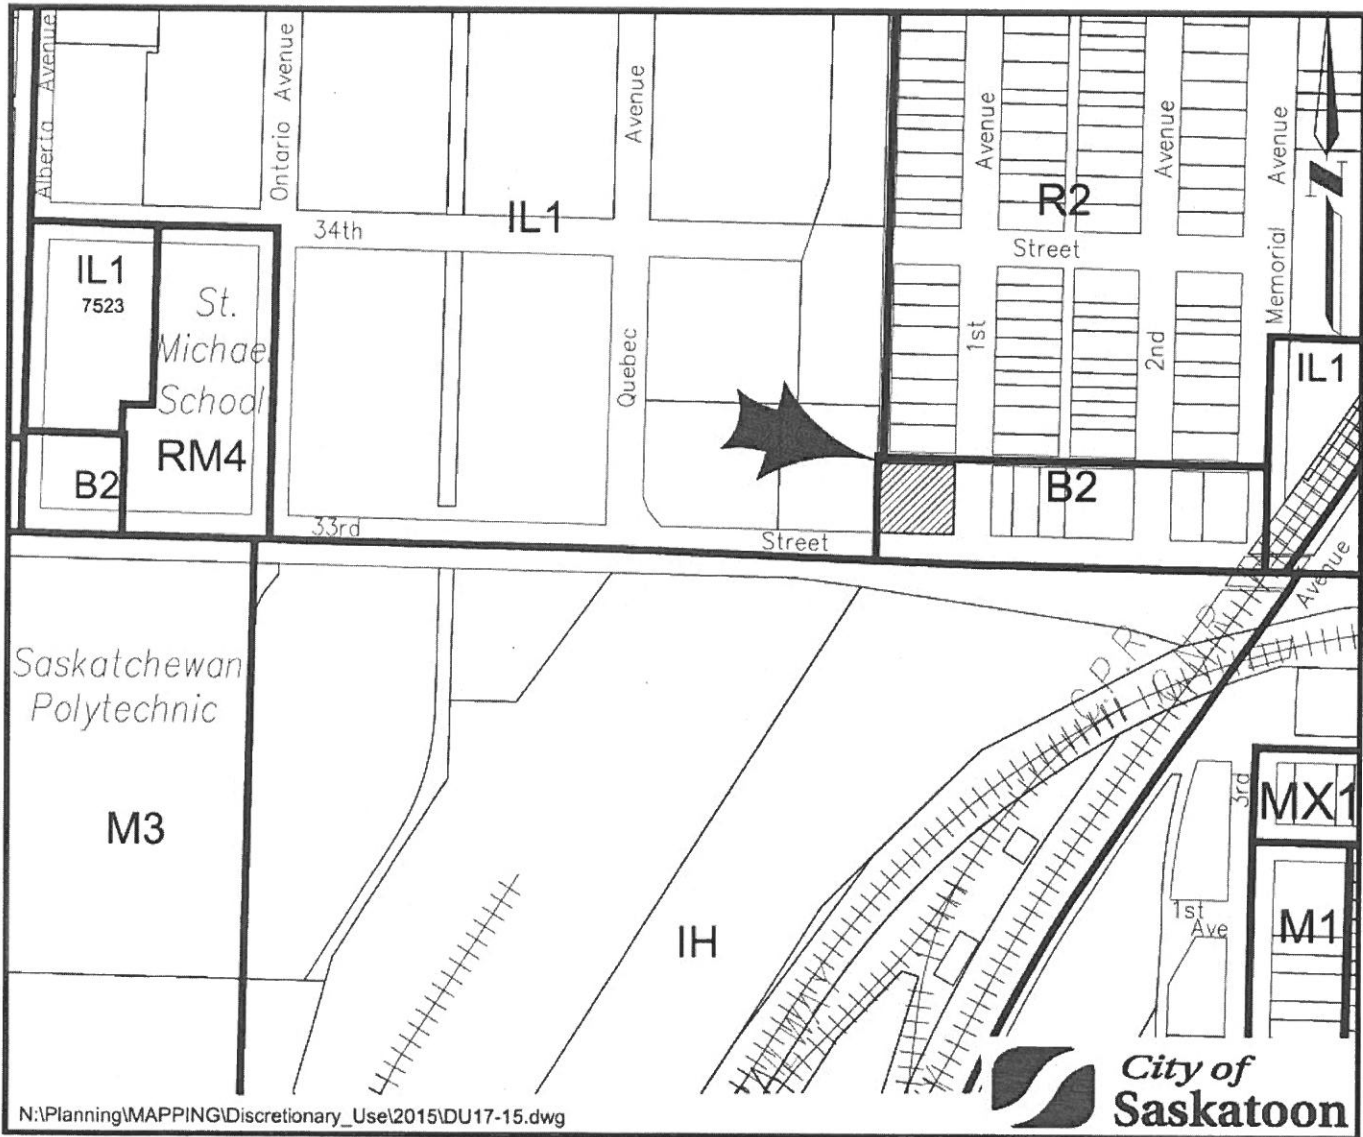 Alberta Avenue
Ontario Avenue
Avenue
Avenue
Avenue
Memorial Avenue
N
R2
34th
IL1
Street
IL1
7523
St.
Michael
School
Quebec
1st
2nd
IL1
RM4
B2
B2
33rd
Street
Avenue
Saskatchewan
Polytechnic
C.P.R.
C.N.R.
3rd
MX1
M3
1st
Ave
M1
IH
N:\Planning\MAPPING\Discretionary_Use\2015\DU17-15.dwg
City of
Saskatoon